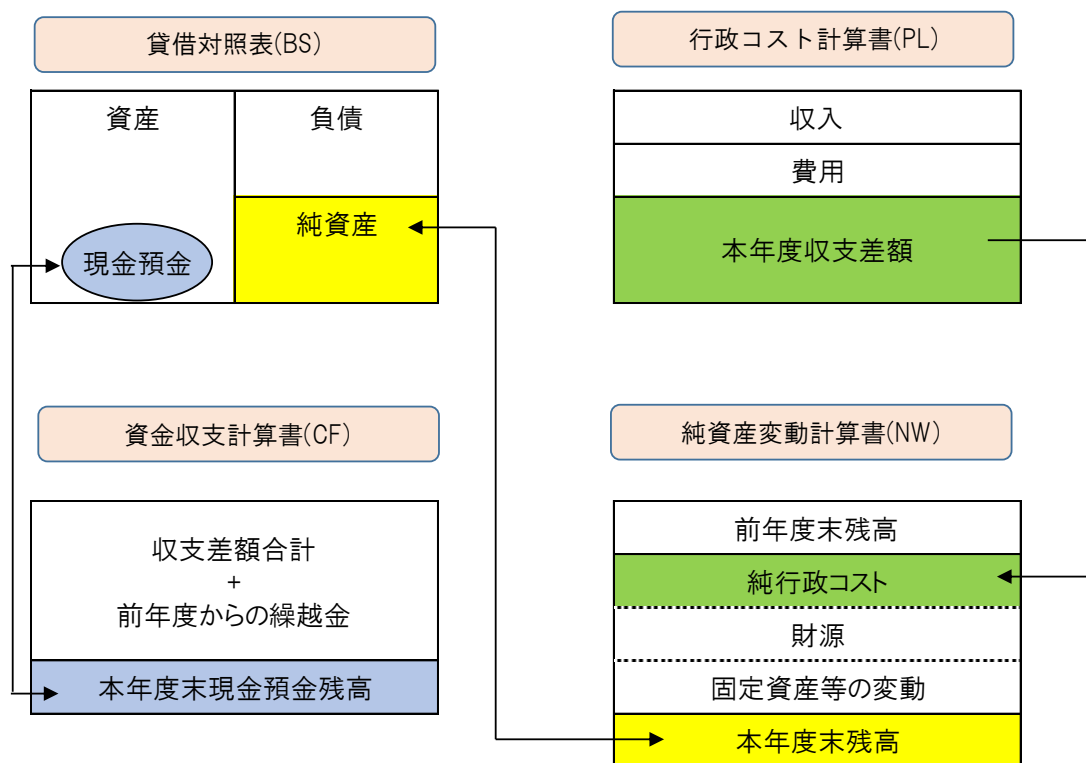 貸借対照表(BS)
資産
負債
純資産
現金預金
行政コスト計算書(PL)
収入
費用
本年度収支差額
資金収支計算書(CF)
収支差額合計
+
前年度からの繰越金
本年度末現金預金残高
純資産変動計算書(NW)
前年度末残高
純行政コスト
財源
固定資産等の変動
本年度末残高